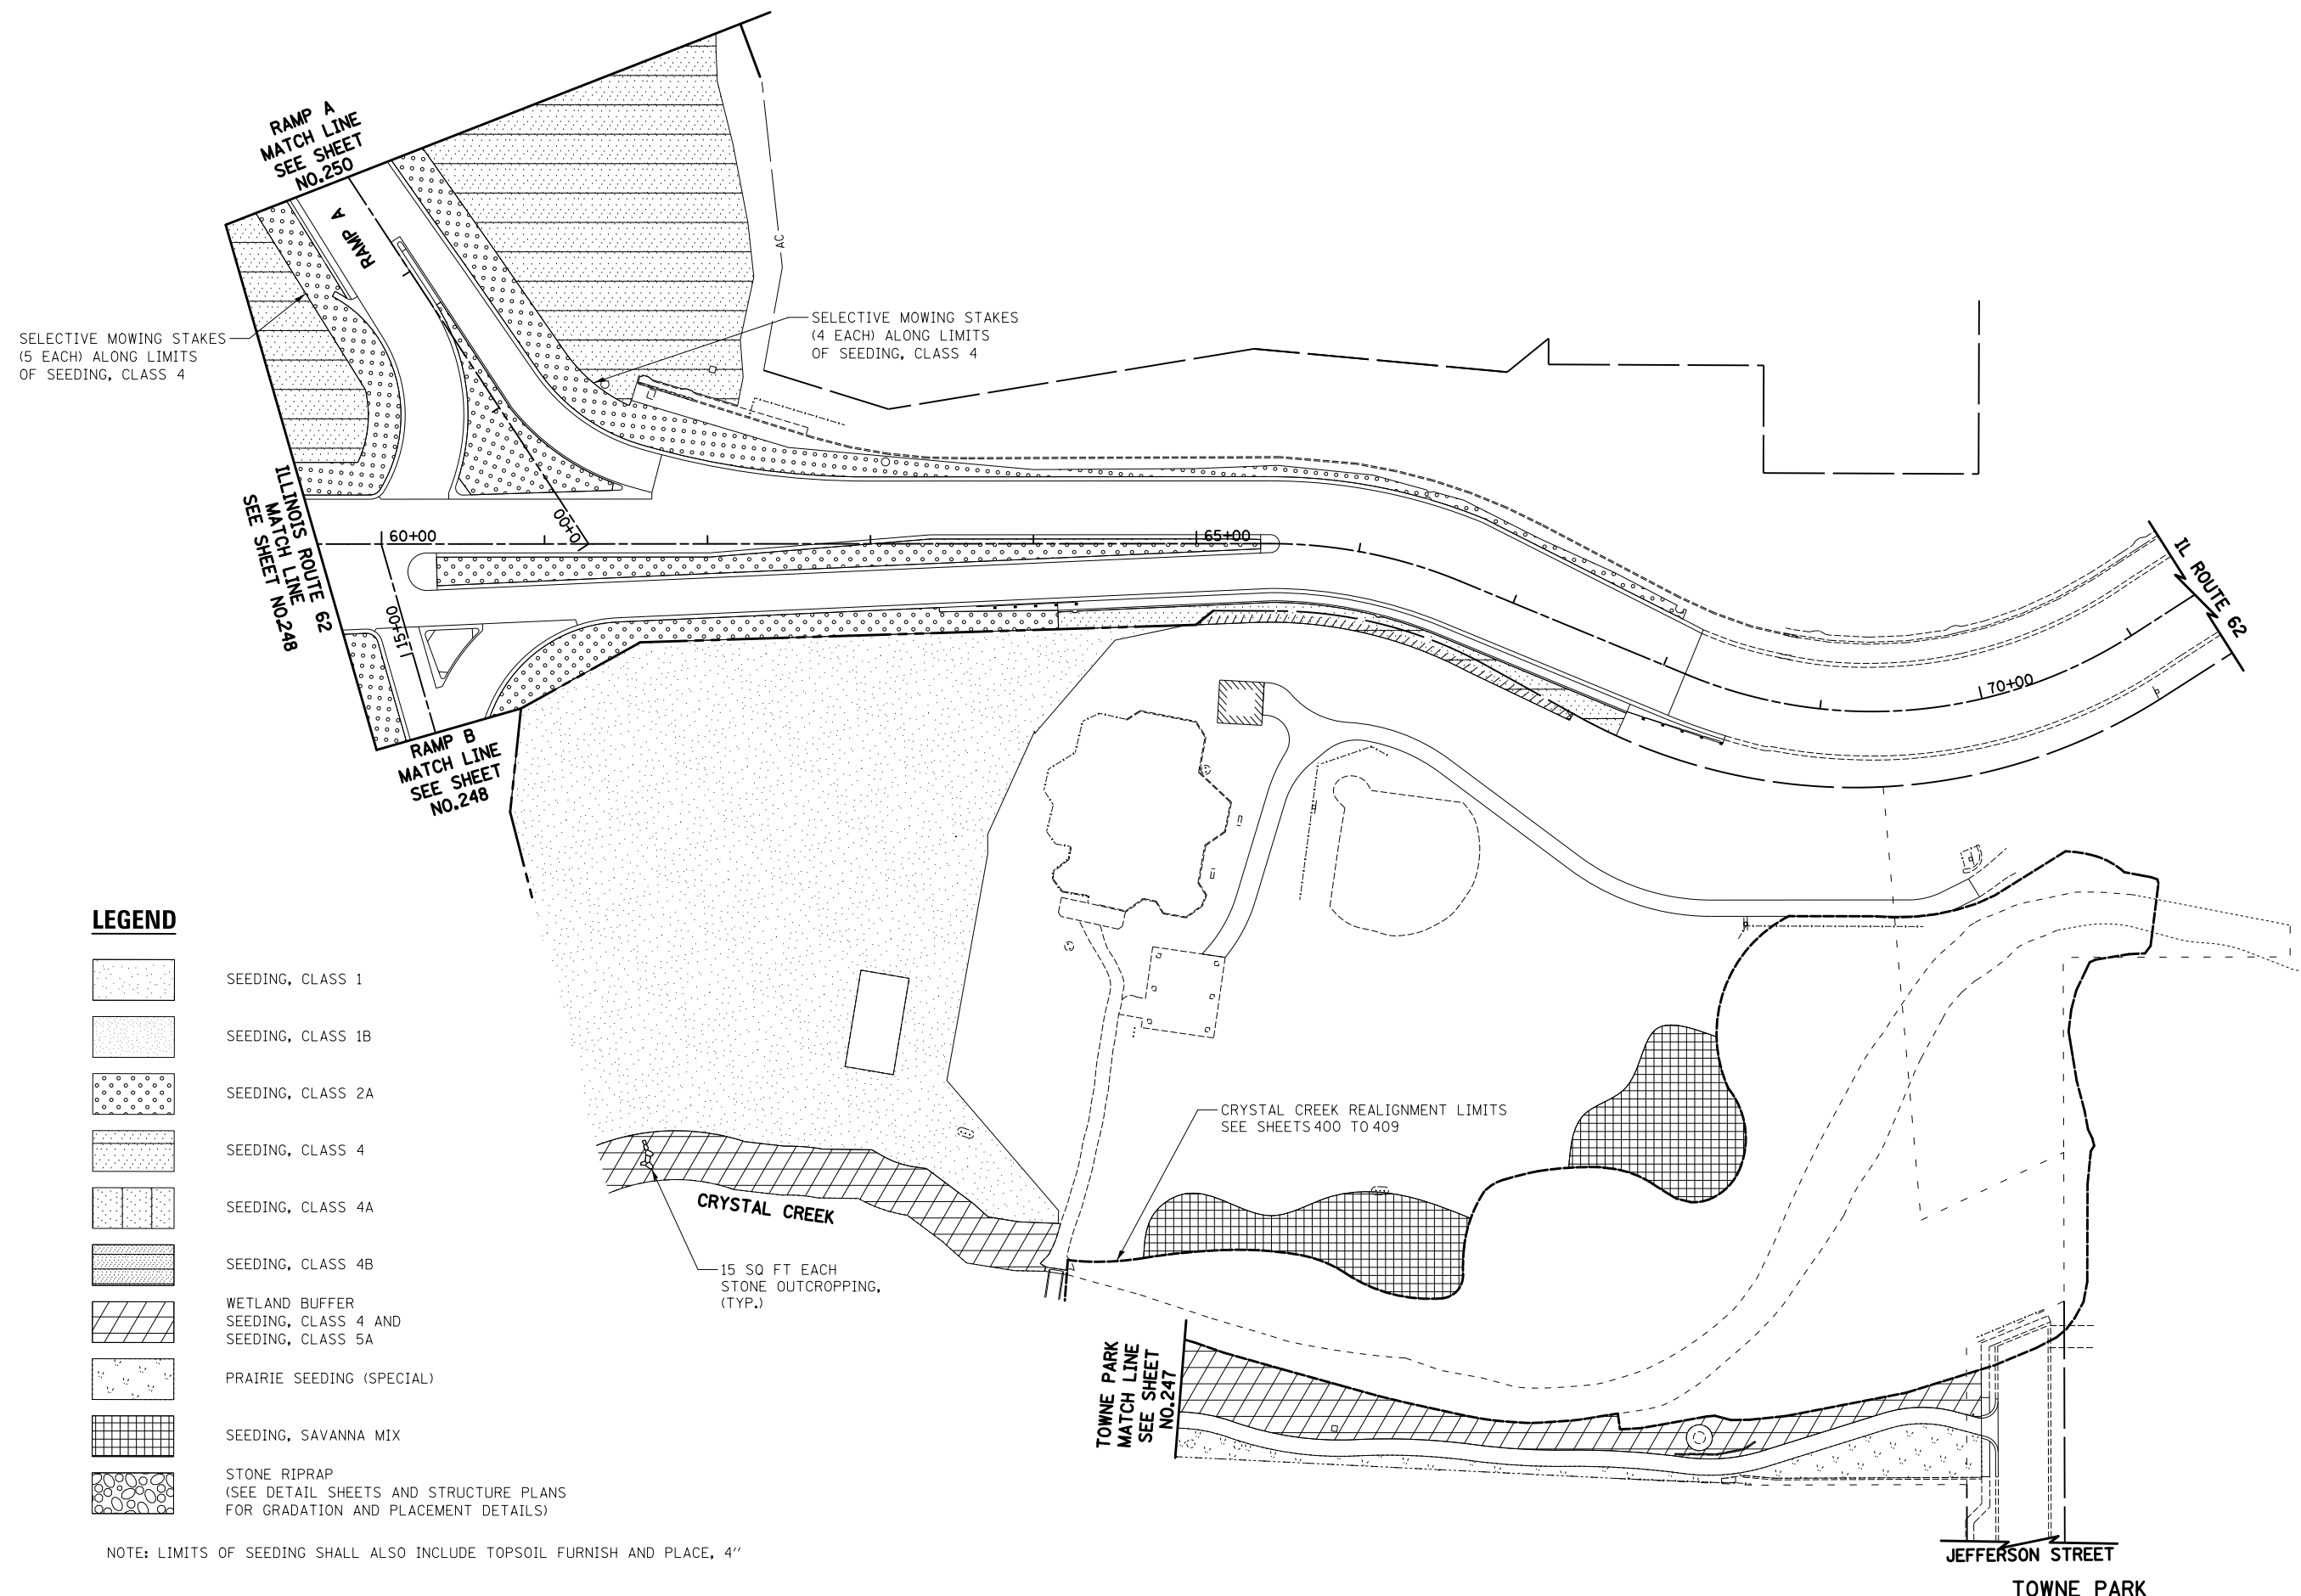 RAMP A
MATCH LINE
SEE SHEET
NO.250
RAMP A
AC
SELECTIVE MOWING STAKES
(5 EACH) ALONG LIMITS
OF SEEDING, CLASS 4
SELECTIVE MOWING STAKES
(4 EACH) ALONG LIMITS
OF SEEDING, CLASS 4
ILLINOIS ROUTE 62
MATCH LINE
SEE SHEET NO.248
60+00
0+00
65+00
15+00
70+00
IL ROUTE 62
RAMP B
MATCH LINE
SEE SHEET
NO.248
LEGEND
SEEDING, CLASS 1
SEEDING, CLASS 1B
SEEDING, CLASS 2A
SEEDING, CLASS 4
SEEDING, CLASS 4A
SEEDING, CLASS 4B
WETLAND BUFFER
SEEDING, CLASS 4 AND
SEEDING, CLASS 5A
PRAIRIE SEEDING (SPECIAL)
SEEDING, SAVANNA MIX
STONE RIPRAP
(SEE DETAIL SHEETS AND STRUCTURE PLANS
FOR GRADATION AND PLACEMENT DETAILS)
NOTE: LIMITS OF SEEDING SHALL ALSO INCLUDE TOPSOIL FURNISH AND PLACE, 4"
CRYSTAL CREEK REALIGNMENT LIMITS
SEE SHEETS 400 TO 409
CRYSTAL CREEK
15 SQ FT EACH
STONE OUTCROPPING,
(TYP.)
TOWNE PARK
MATCH LINE
SEE SHEET
NO.247
JEFFERSON STREET
TOWNE PARK